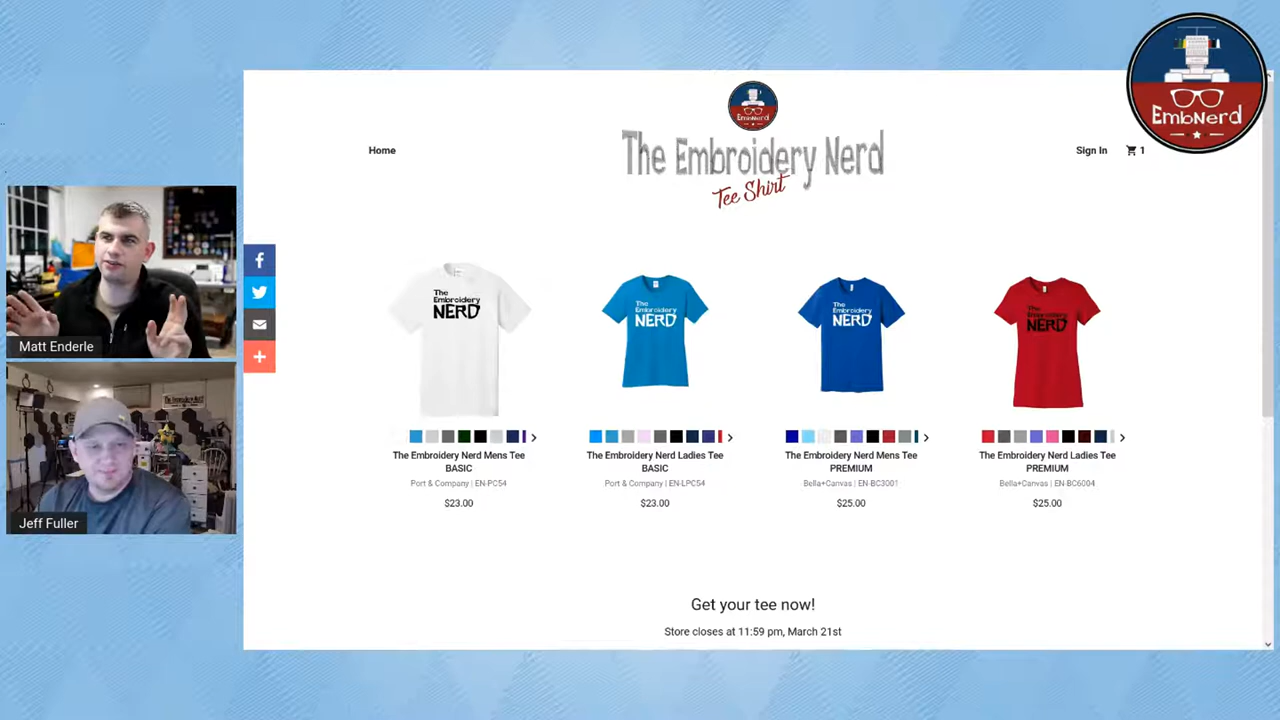 EmbNerd
EmbNerd
The Embroidery Nerd
Tee Shirt
Home
Sign In
1
Matt Enderle
Jeff Fuller
The
Embroidery
NERD
The
Embroidery
NERD
The
Embroidery
NERD
The
Embroidery
NERD
The Embroidery Nerd Mens Tee
BASIC
Port & Company | EN-PC54
$23.00
The Embroidery Nerd Ladies Tee
BASIC
Port & Company | EN-LPC54
$23.00
The Embroidery Nerd Mens Tee
PREMIUM
Bella+Canvas | EN-BC3001
$25.00
The Embroidery Nerd Ladies Tee
PREMIUM
Bella+Canvas | EN-BC6004
$25.00
Get your tee now!
Store closes at 11:59 pm, March 21st